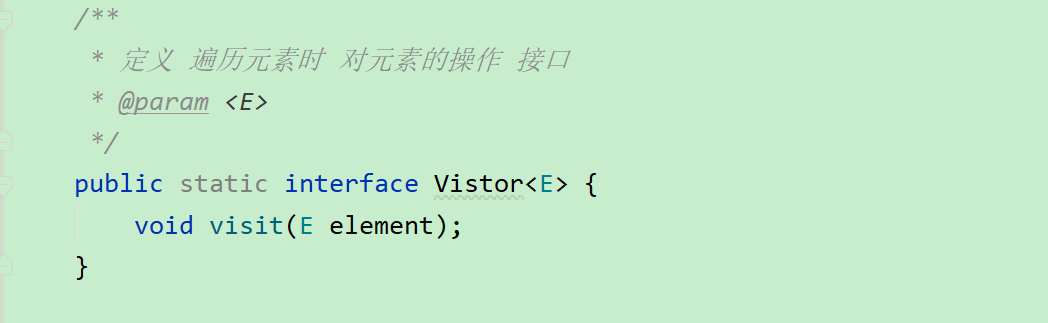 /**
 * 定义 遍历元素时 对元素的操作 接口
 * @param <E>
 */
public static interface Vistor<E> {
    void visit(E element);
}